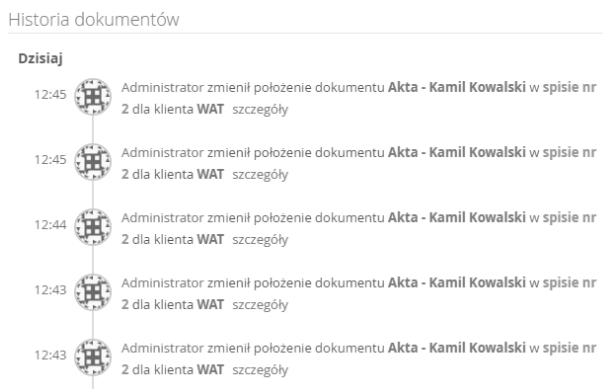 Historia dokumentów
Dzisiaj
12:45 Administrator zmienił położenie dokumentu Akta - Kamil Kowalski w spisie nr
2 dla klienta WAT szczegóły
12:45 Administrator zmienił położenie dokumentu Akta - Kamil Kowalski w spisie nr
2 dla klienta WAT szczegóły
12:44 Administrator zmienił położenie dokumentu Akta - Kamil Kowalski w spisie nr
2 dla klienta WAT szczegóły
12:43 Administrator zmienił położenie dokumentu Akta - Kamil Kowalski w spisie nr
2 dla klienta WAT szczegóły
12:43 Administrator zmienił położenie dokumentu Akta - Kamil Kowalski w spisie nr
2 dla klienta WAT szczegóły